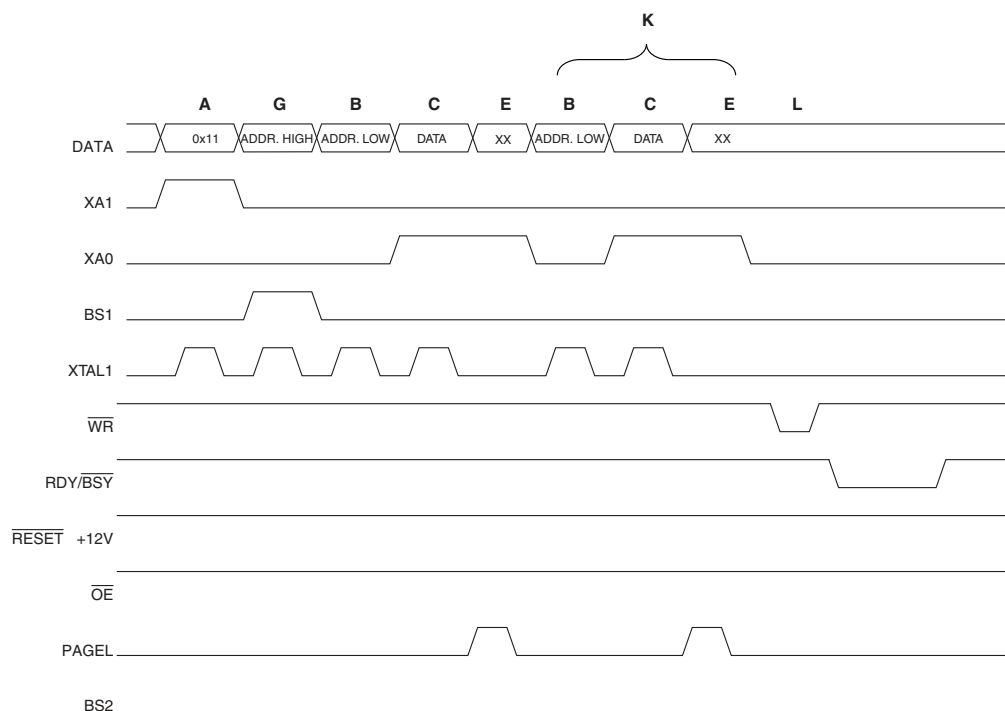 K
A G B C E B C E L
DATA 0x11 ADDR. HIGH ADDR. LOW DATA XX ADDR. LOW DATA XX
XA1
XA0
BS1
XTAL1
WR
RDY/BSY
RESET +12V
OE
PAGEL
BS2